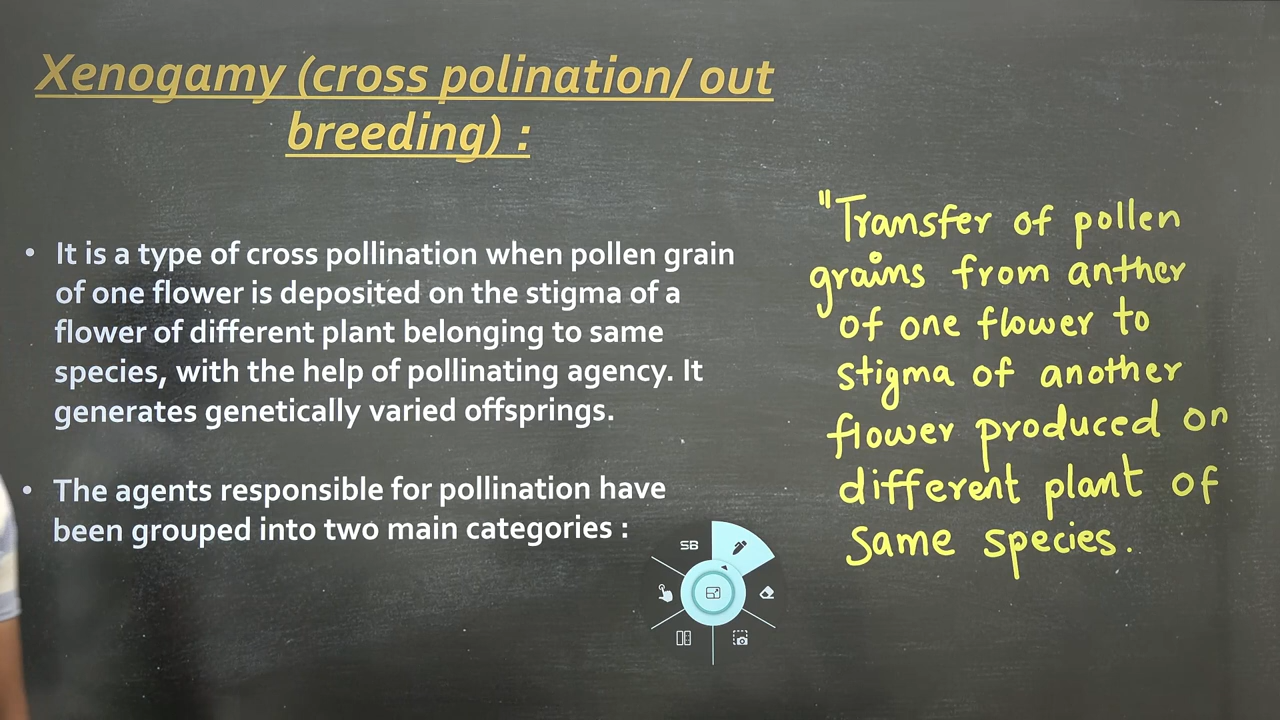 Xenogamy (cross polination/ out
breeding) :
• It is a type of cross pollination when pollen grain
of one flower is deposited on the stigma of a
flower of different plant belonging to same
species, with the help of pollinating agency. It
generates genetically varied offsprings.
• The agents responsible for pollination have
been grouped into two main categories :
SB
"Transfer of pollen
grains from anther
of one flower to
stigma of another
flower produced on
different plant of
same species.